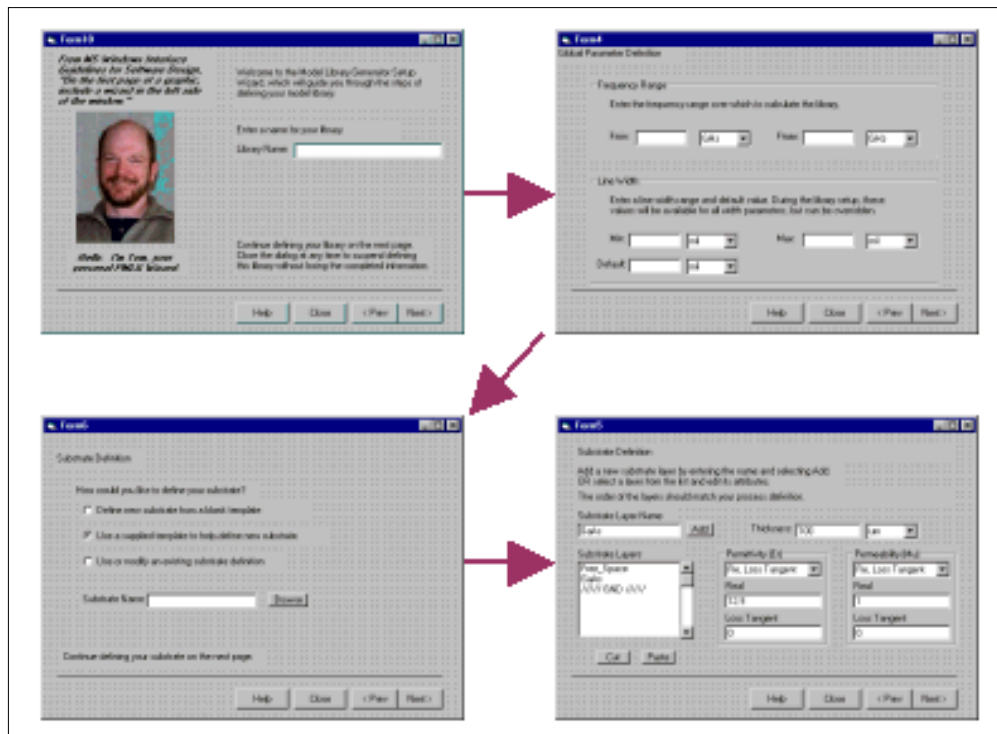 Form10
From MS Windows Interface
Guidelines for Software Design,
"On the first page of a graphic,
include a wizard in the left side
of the window."
Hello. I'm Tom, your
personal Wizard
Welcome to the Model Library Generator Setup
Wizard, which will guide you through the steps of
defining your model library.
Enter a name for your library.
Library Name:
Continue defining your library on the next page.
Close the dialog at any time to suspend defining
this library without losing the completed information.
Help Close <Prev Next>
Form4
Global Parameter Definition
Frequency Range
Enter the frequency range over which to calculate the library.
From: GHz From: GHz
Line Width
Enter a line width range and default value. During the library setup, these
values will be available for all width parameters, but can be overridden.
Min: mil Max: mil
Default: mil
Help Close <Prev Next>
Form6
Substrate Definition
How would you like to define your substrate?
Define new substrate from a blank template
Use a supplied template to help define new substrate
Use or modify an existing substrate definition
Substrate Name: Browse
Continue defining your substrate on the next page.
Help Close <Prev Next>
Form5
Substrate Definition
Add a new substrate layer by entering the name and selecting Add
OR select a layer from the list and edit its attributes.
The order of the layers should match your process definition.
Substrate Layer Name
GaAs Add Thickness: 100 um
Substrate Layers Permittivity (Er) Permeability (Mu)
Free_Space Re, Loss Tangent Re, Loss Tangent
GaAs Real Real
///// GND ///// 12.9 1
Loss Tangent Loss Tangent
0 0
Cut Paste
Help Close <Prev Next>